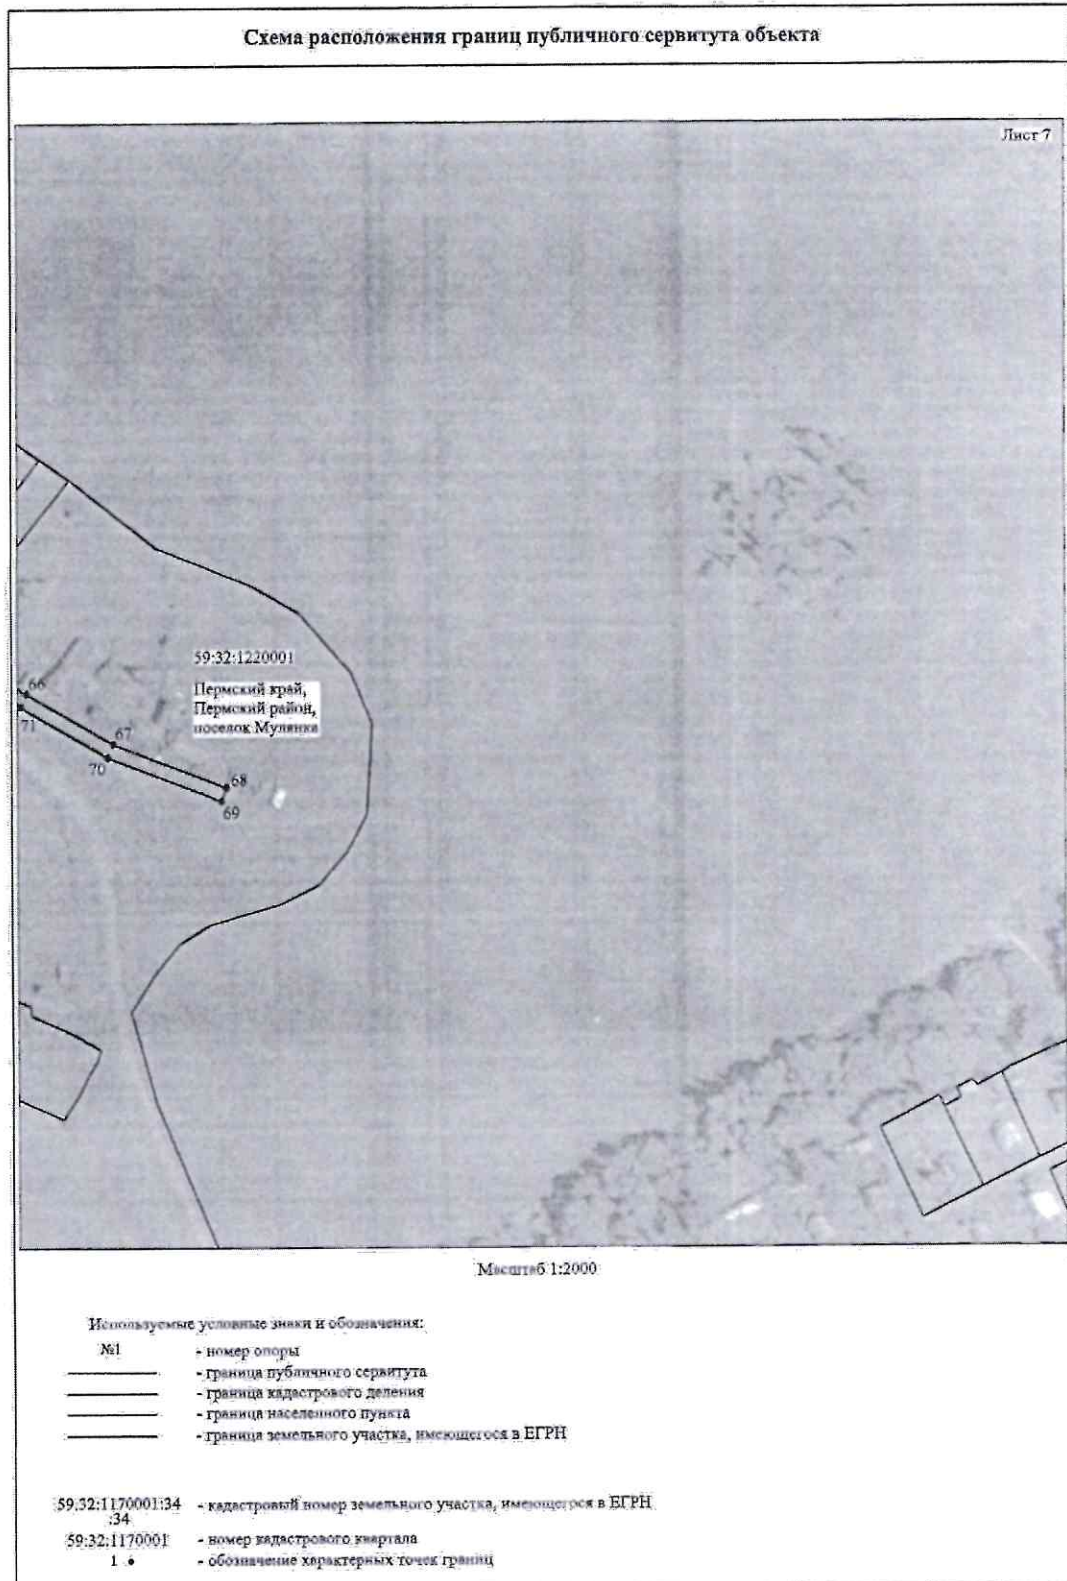 Схема расположения границ публичного сервитута объекта
Лист 7
59:32:1220001
Пермский край,
Пермский район,
поселок Мулянка
66
71
67
70
68
69
Масштаб 1:2000
Используемые условные знаки и обозначения:
№1 - номер опоры
- граница публичного сервитута
- граница кадастрового деления
- граница населенного пункта
- граница земельного участка, имеющегося в ЕГРН
59:32:1170001:34 - кадастровый номер земельного участка, имеющегося в ЕГРН
:34
59:32:1170001 - номер кадастрового квартала
1 - обозначение характерных точек границ